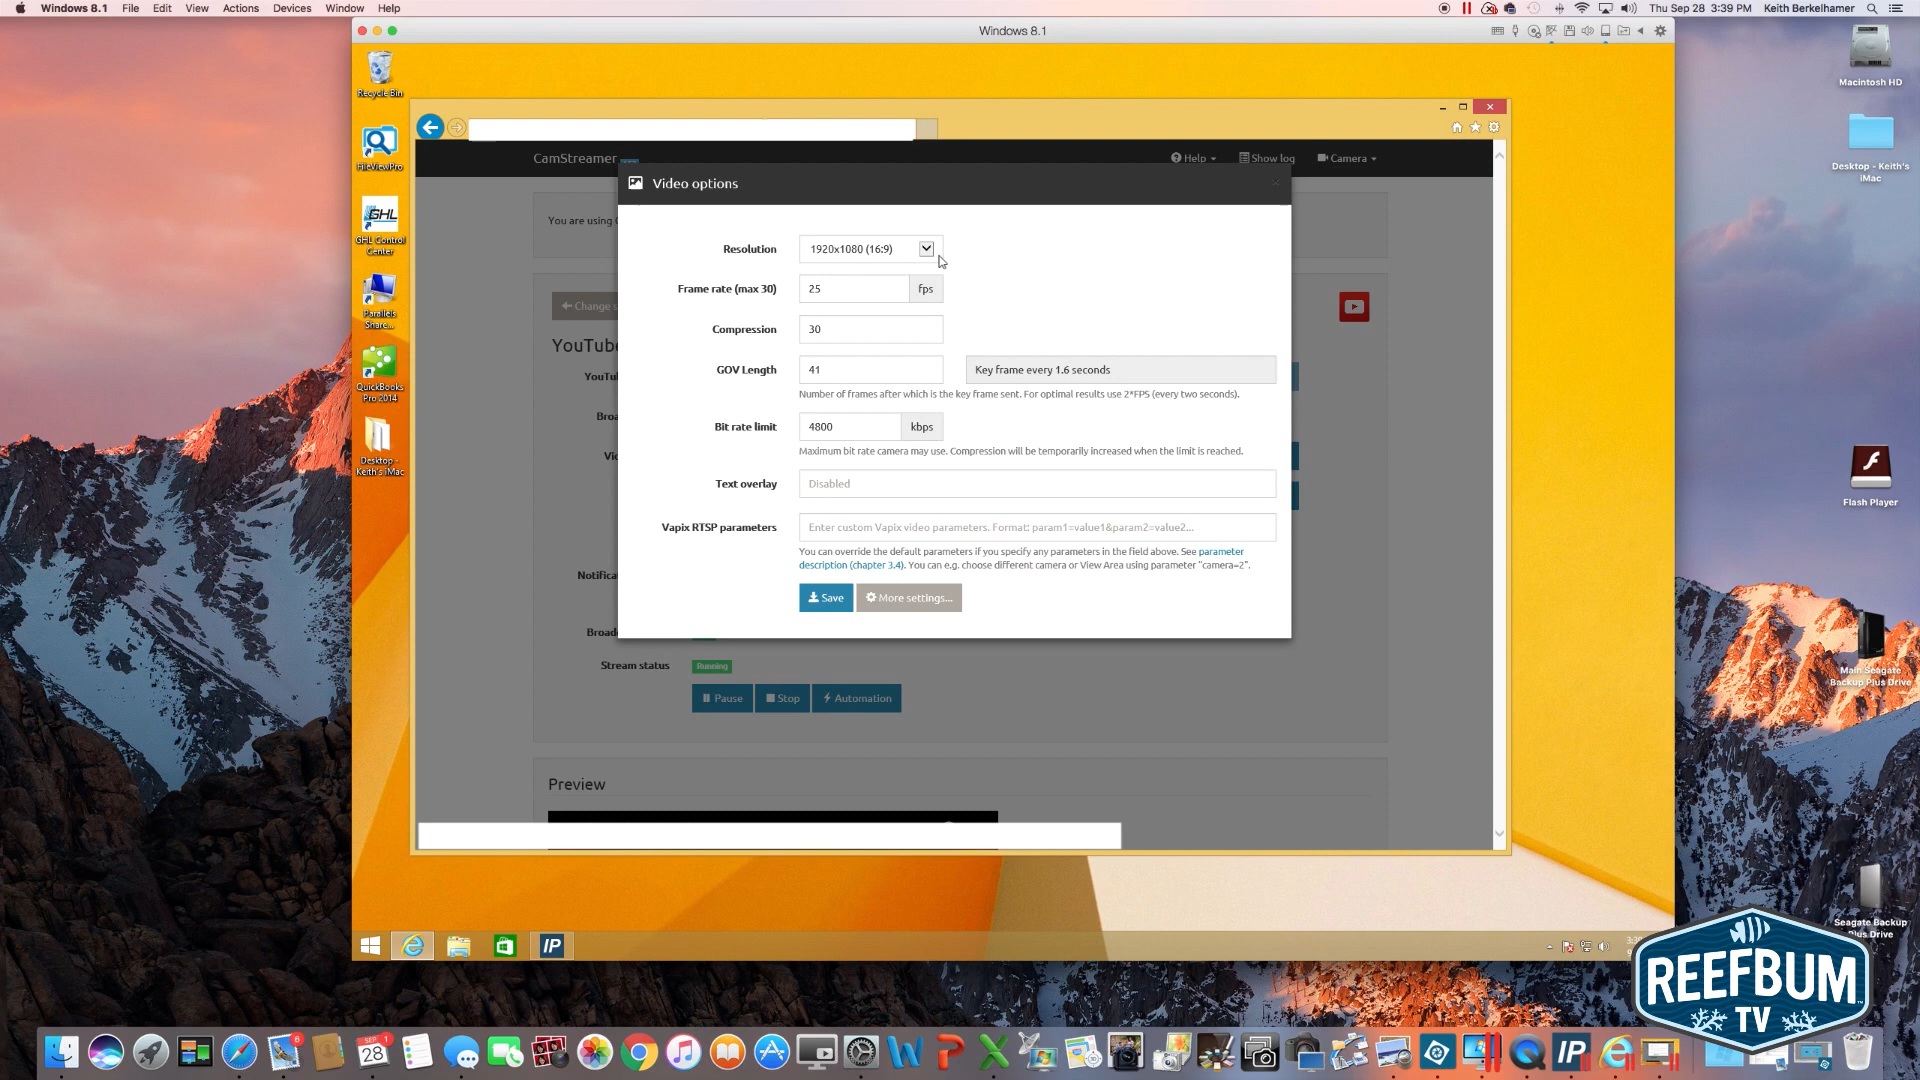 Windows 8.1 File Edit View Actions Devices Window Help
Thu Sep 28 3:39 PM Keith Berkelhamer
Windows 8.1
Recycle Bin
FileViewPro
GHL
GHL Control
Center
Parallels
Share...
QuickBooks
Pro 2014
Desktop -
Keith's iMac
CamStreamer
Help
Show log
Camera
You are using
Change
YouTube
Video options
Resolution 1920x1080 (16:9)
Frame rate (max 30) 25 fps
Compression 30
GOV Length 41 Key frame every 1.6 seconds
Number of frames after which is the key frame sent. For optimal results use 2*FPS (every two seconds).
Bit rate limit 4800 kbps
Maximum bit rate camera may use. Compression will be temporarily increased when the limit is reached.
Text overlay Disabled
Vapix RTSP parameters Enter custom Vapix video parameters. Format: param1=value1&param2=value2...
You can override the default parameters if you specify any parameters in the field above. See parameter
description (chapter 3.4). You can e.g. choose different camera or View Area using parameter "camera=2".
Save More settings...
Stream status Running
Pause Stop Automation
Preview
Macintosh HD
Desktop - Keith's
iMac
Flash Player
Main Seagate
Backup Plus Drive
Seagate Backup
Plus Drive
IP
REEFBUM
TV
SEP
28
IP